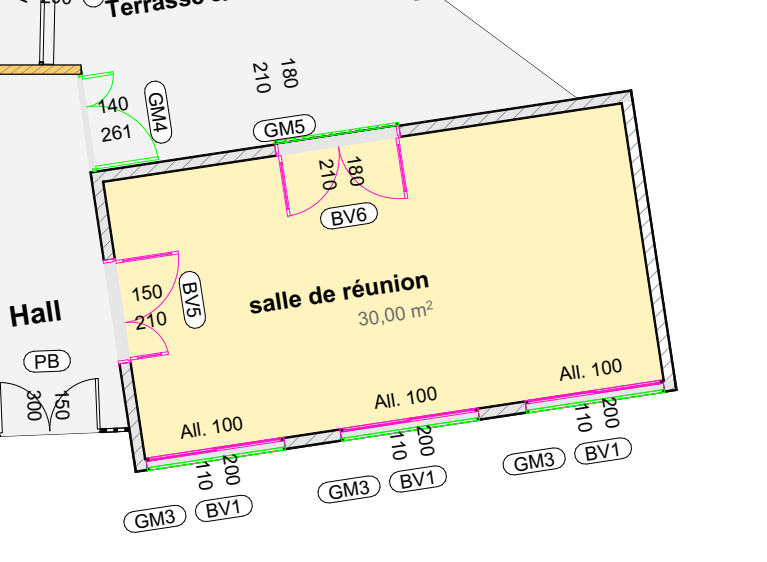 Terrasse
180
210
140
261
GM4
GM5
180
210
BV6
150
210
BV5
salle de réunion
30,00 m²
Hall
PB
300
150
All. 100
All. 100
All. 100
110
200
110
200
110
200
GM3
BV1
GM3
BV1
GM3
BV1